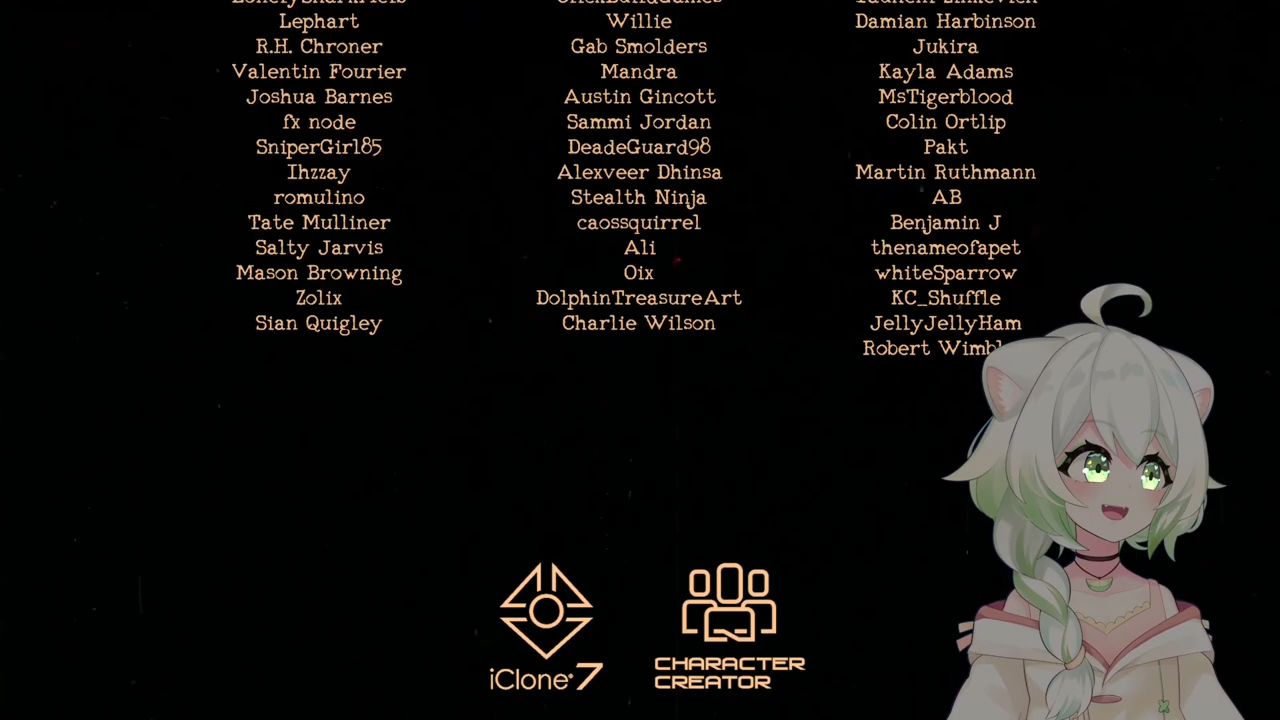 Lephart
R.H. Chroner
Valentin Fourier
Joshua Barnes
fx node
SniperGirl85
Ihzzay
romulino
Tate Mulliner
Salty Jarvis
Mason Browning
Zolix
Sian Quigley
Willie
Gab Smolders
Mandra
Austin Gincott
Sammi Jordan
DeadeGuard98
Alexveer Dhinsa
Stealth Ninja
caossquirrel
Ali
Oix
DolphinTreasureArt
Charlie Wilson
Damian Harbinson
Jukira
Kayla Adams
MsTigerblood
Colin Ortlip
Pakt
Martin Ruthmann
AB
Benjamin J
thenameofapet
whiteSparrow
KC_Shuffle
JellyJellyHam
Robert
iClone 7
CHARACTER
CREATOR